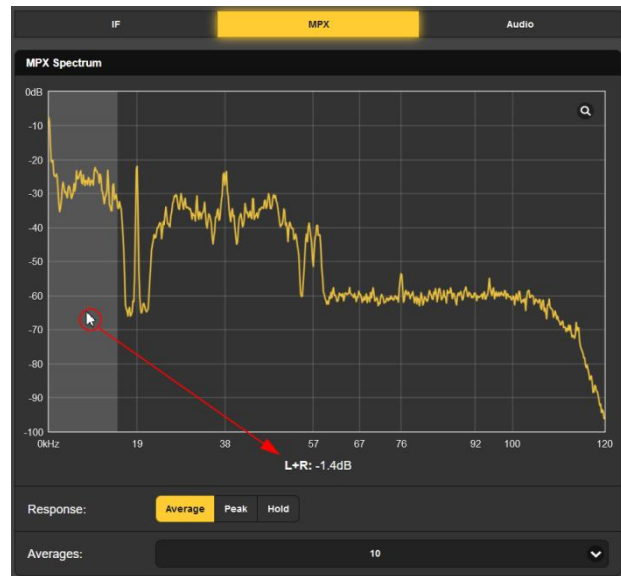 IF MPX Audio
MPX Spectrum
0dB
-10
-20
-30
-40
-50
-60
-70
-80
-90
-100
0kHz 19 38 57 67 76 92 100 120
L+R: -1.4dB
Response: Average Peak Hold
Averages: 10